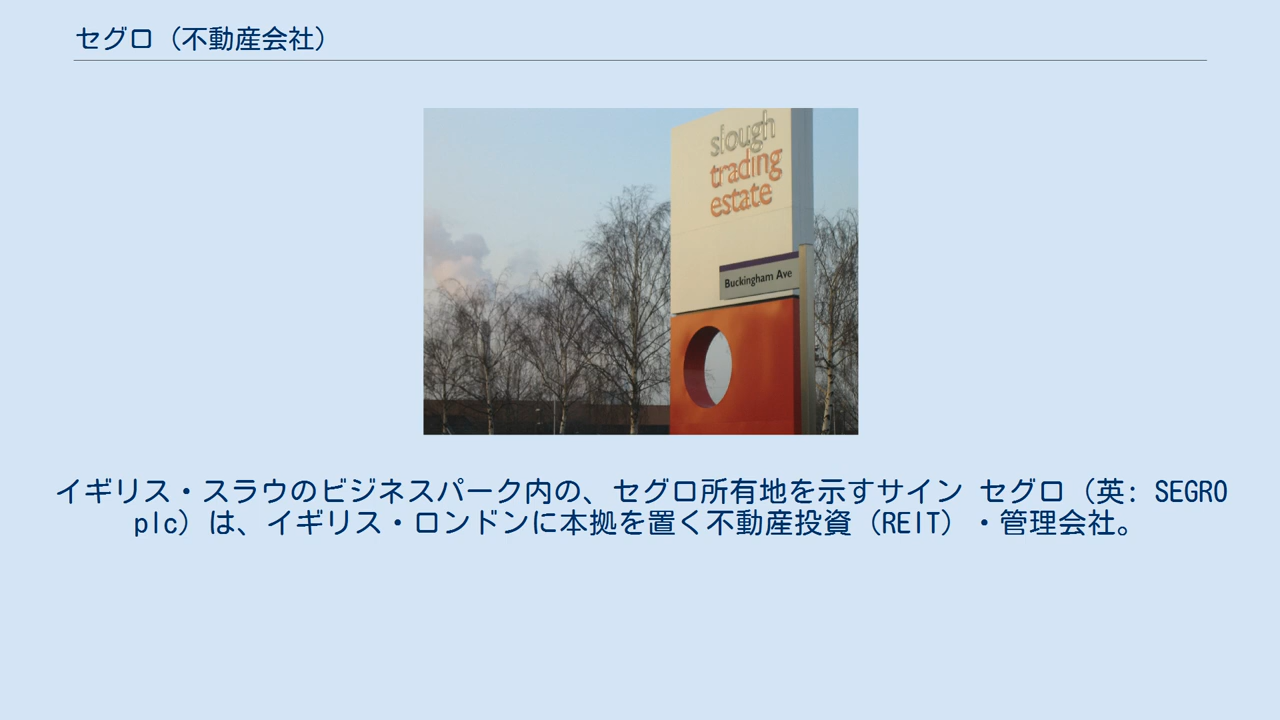 セグロ（不動産会社）
slough
trading
estate
Buckingham Ave
イギリス・スラウのビジネスパーク内の、セグロ所有地を示すサイン セグロ（英: SEGRO
plc）は、イギリス・ロンドンに本拠を置く不動産投資（REIT）・管理会社。